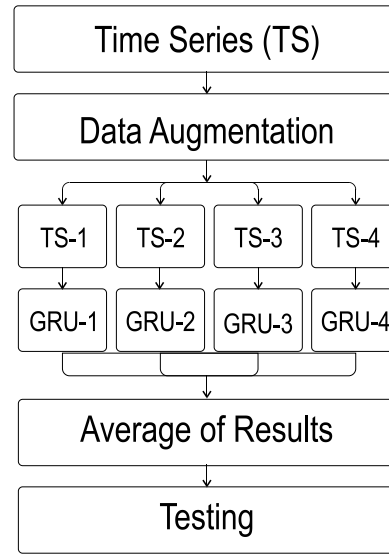 Time Series (TS)
Data Augmentation
TS-1 TS-2 TS-3 TS-4
GRU-1 GRU-2 GRU-3 GRU-4
Average of Results
Testing